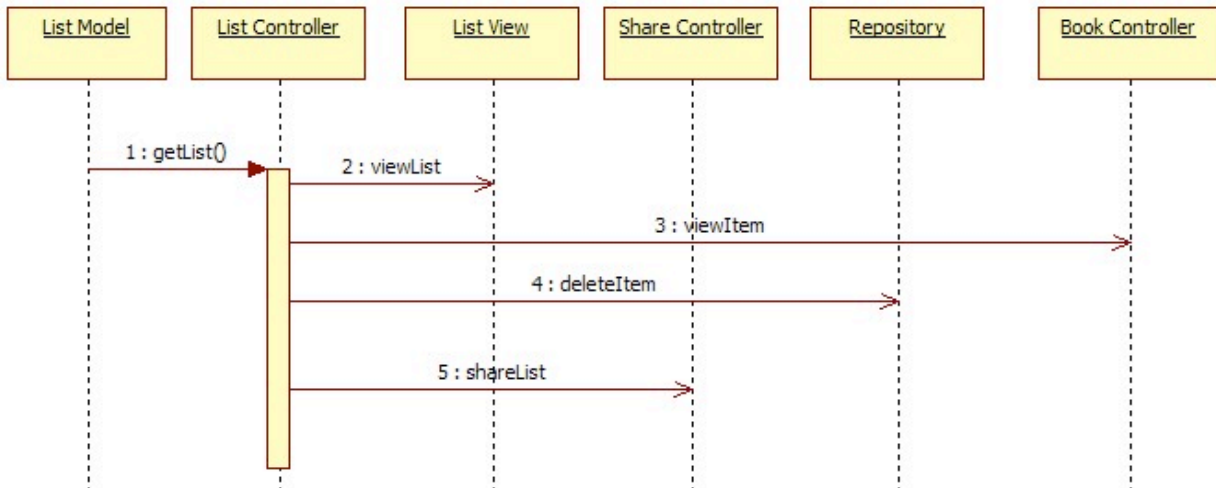 List Model
List Controller
List View
Share Controller
Repository
Book Controller
1 : getList()
2 : viewList
3 : viewItem
4 : deleteItem
5 : shareList